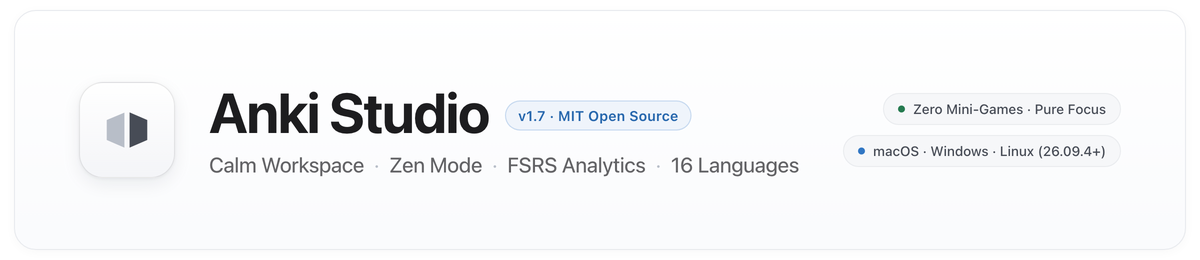 Anki Studio
v1.7 · MIT Open Source
Calm Workspace · Zen Mode · FSRS Analytics · 16 Languages
Zero Mini-Games · Pure Focus
macOS · Windows · Linux (26.09.4+)